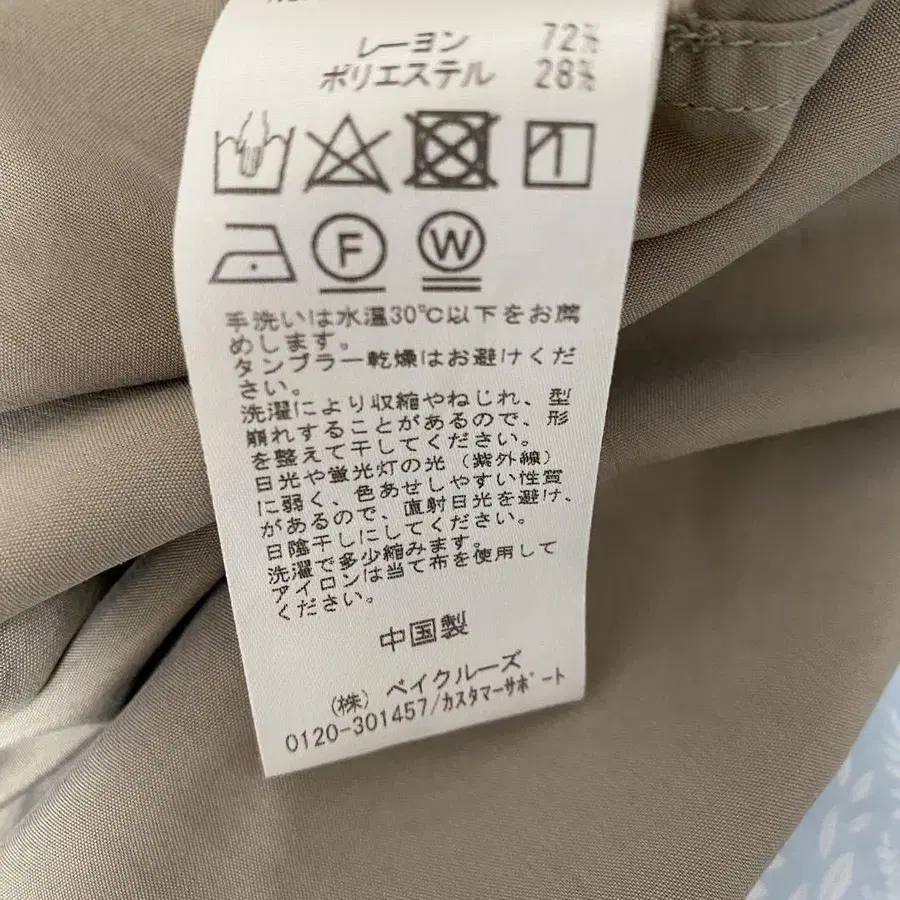 レーヨン 72%
ポリエステル 28%
F W
手洗いは水温30℃以下をお薦
めします。
タンブラー乾燥はお避けくだ
さい。
洗濯により収縮やねじれ、型
崩れすることがあるので、形
を整えて干してください。
日光や蛍光灯の光（紫外線）
に弱く、色あせしやすい性質
があるので、直射日光を避け、
日陰干しにしてください。
洗濯で多少縮みます。
アイロンは当て布を使用して
ください。
中国製
（株）ベイクルーズ
0120-301457/ｶｽﾀﾏｰｻﾎﾟｰﾄ